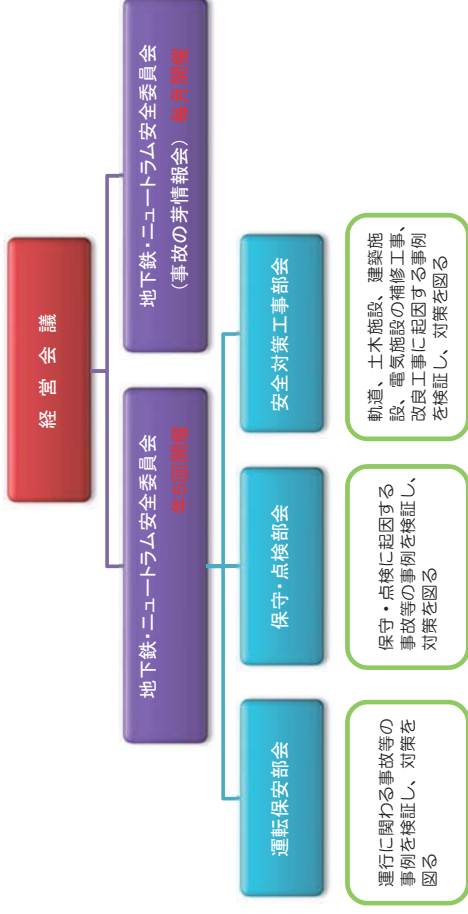 経営会議
地下鉄・ニュートラム安全委員会
年5回開催
地下鉄・ニュートラム安全委員会
(事故の芽情報会) 毎月開催
運転保安部会
保守・点検部会
安全対策工事部会
運行に関わる事故等の
事例を検証し、対策を
図る
保守・点検に起因する
事故等の事例を検証し、
対策を図る
軌道、土木施設、建築施
設、電気施設の補修工事、
改良工事に起因する事例
を検証し、対策を図る